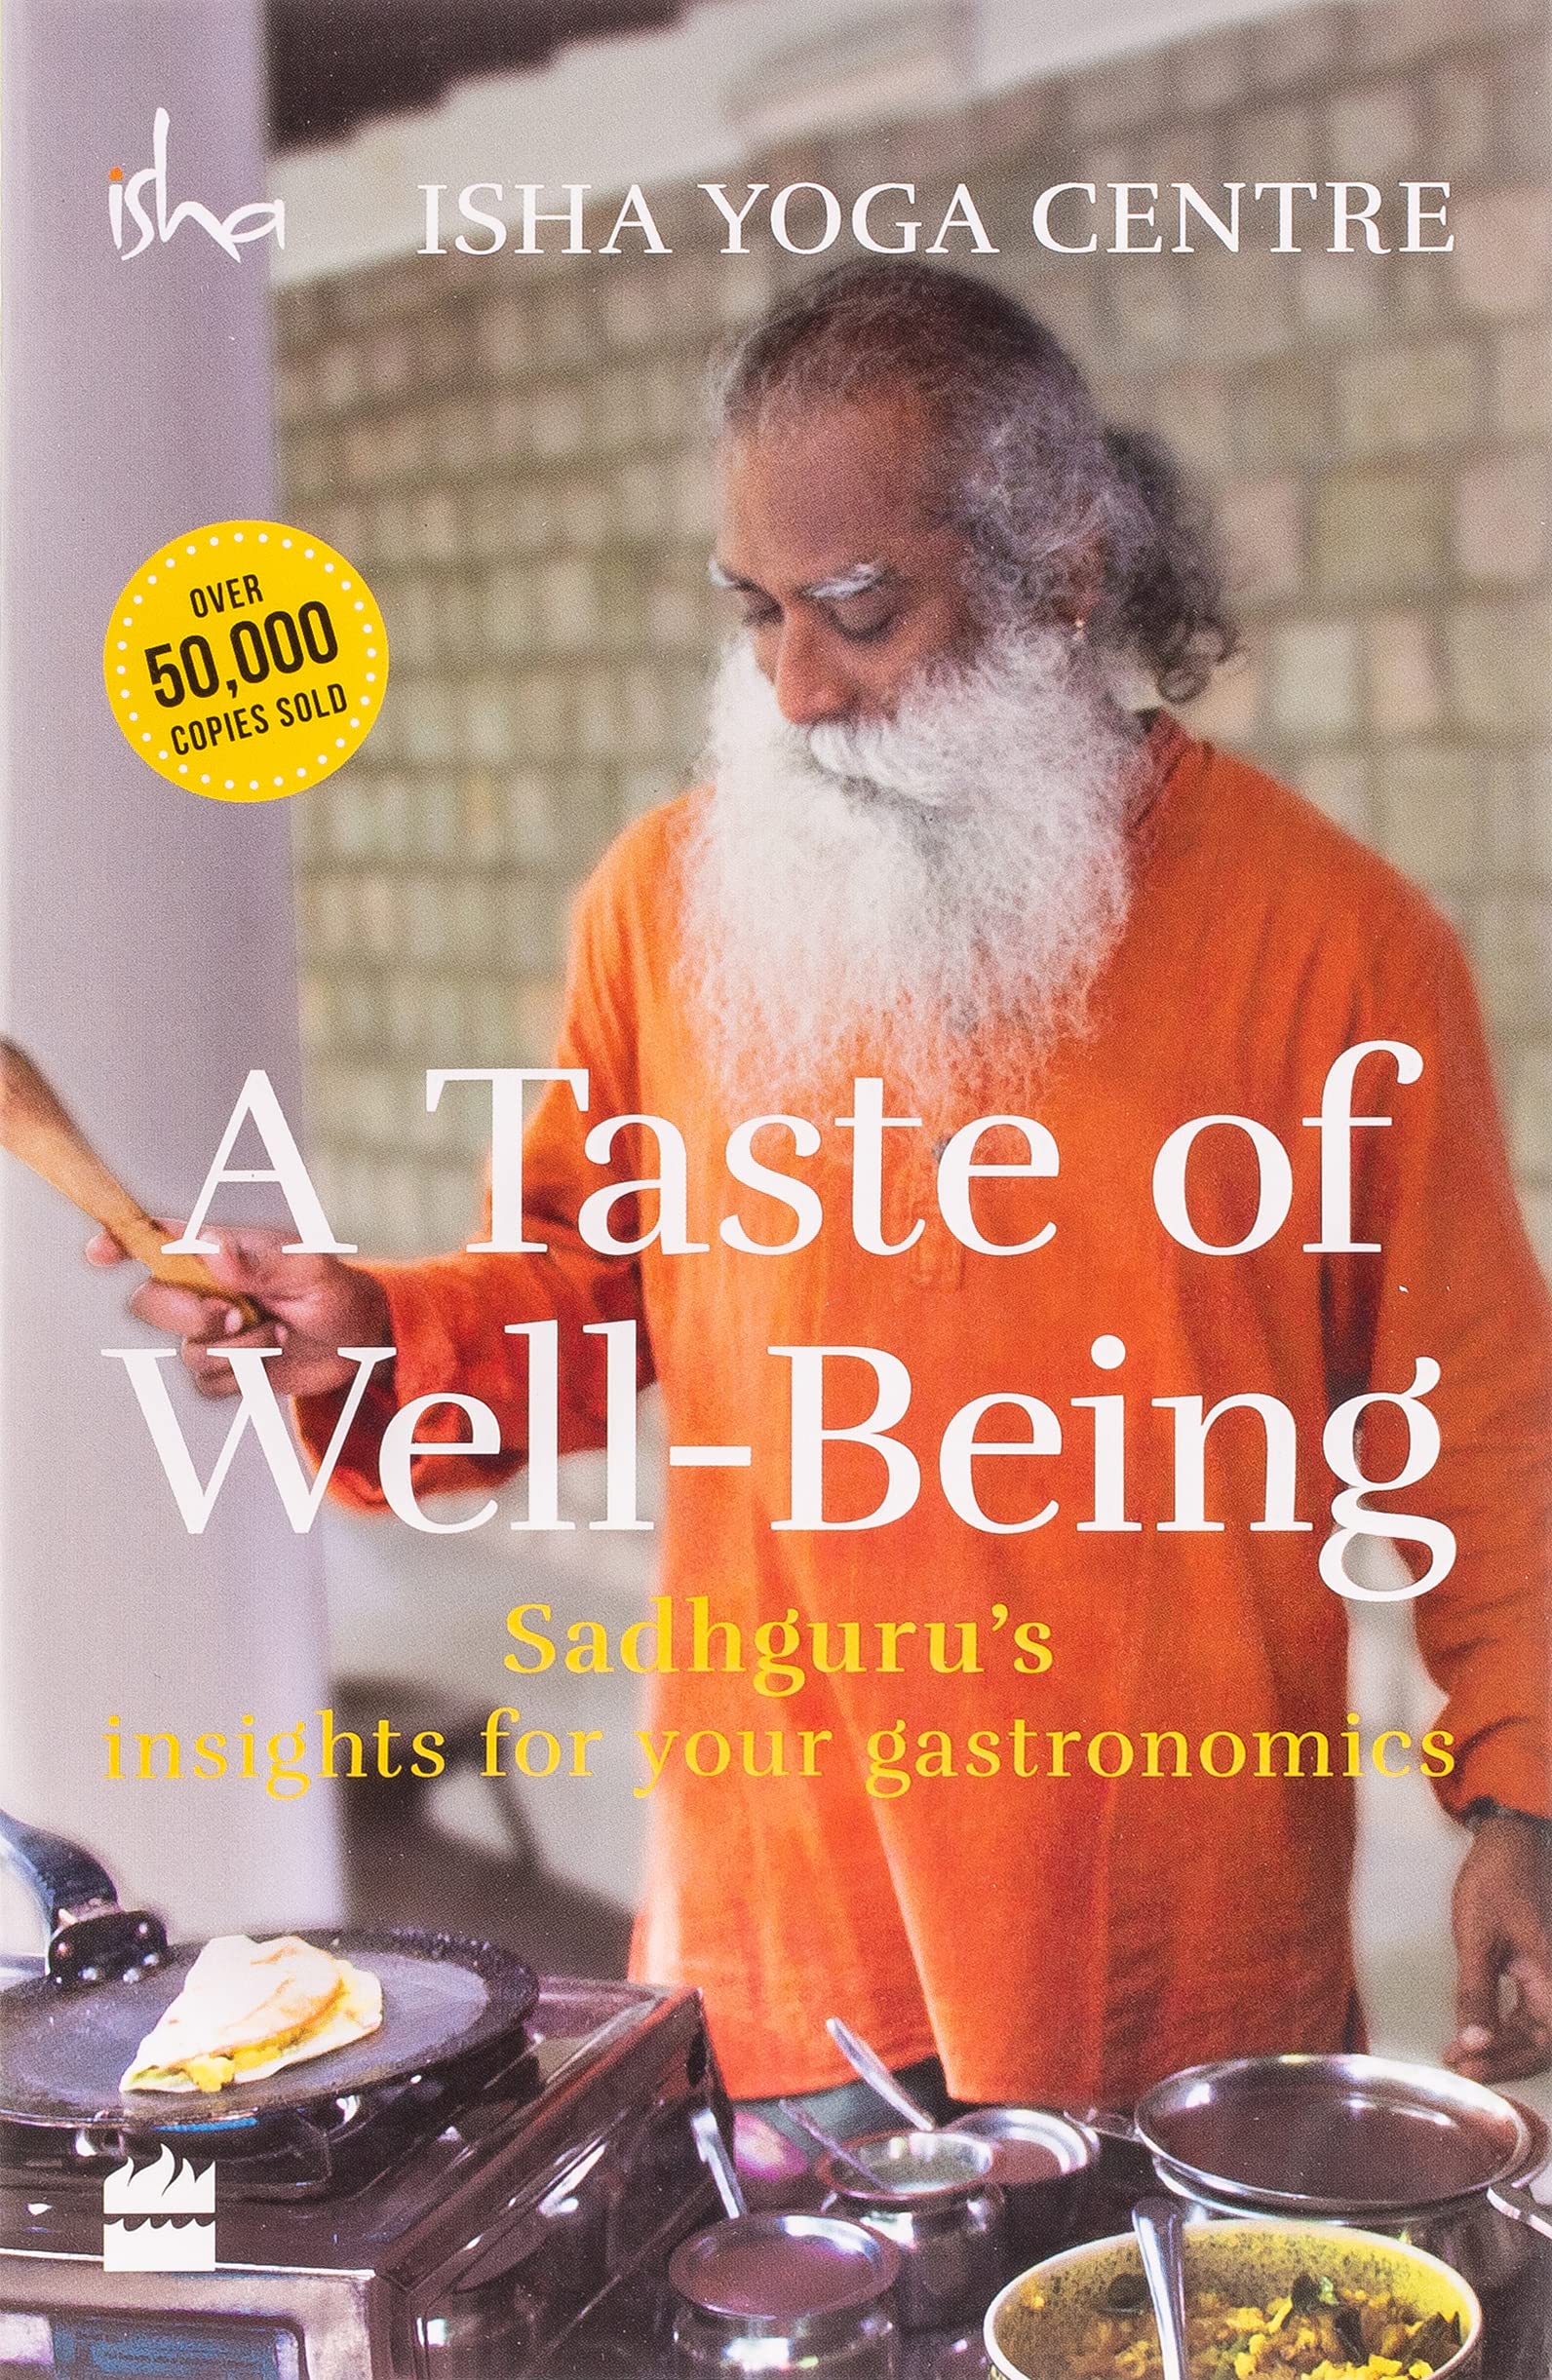 isha ISHA YOGA CENTRE
OVER
50,000
COPIES SOLD
A Taste of
Well-Being
Sadhguru's
insights for your gastronomics